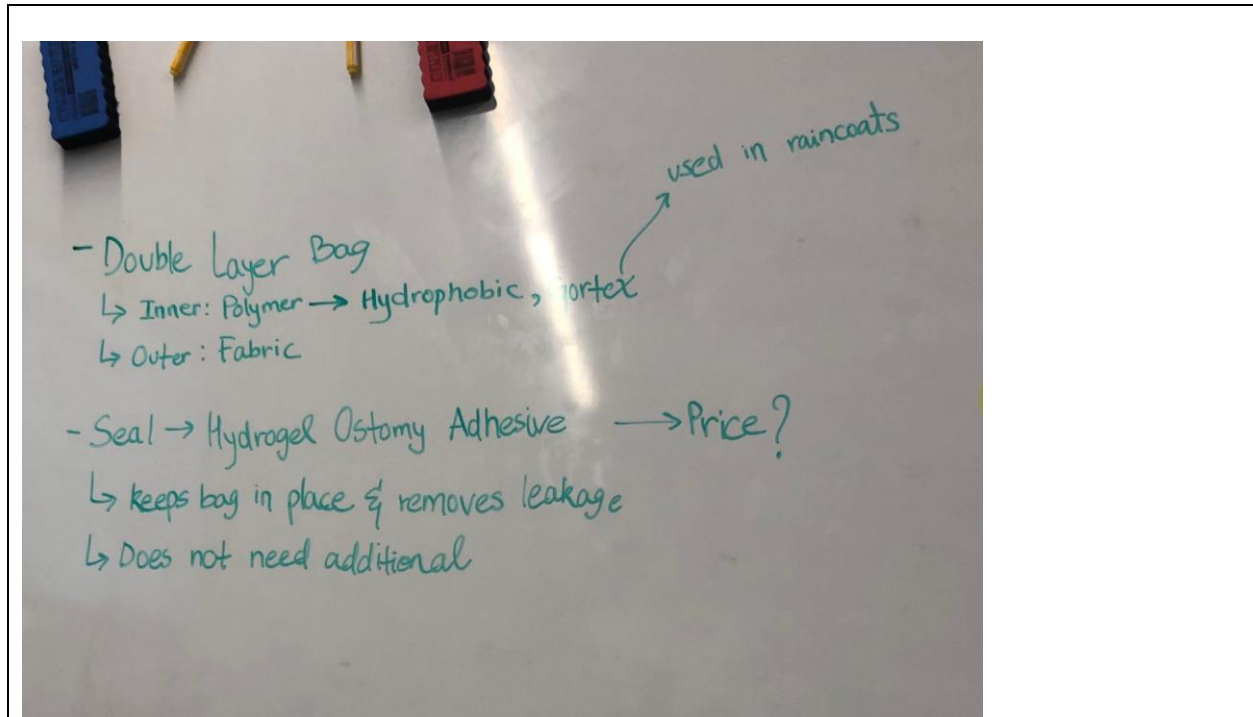 used in raincoats
- Double Layer Bag
↳ Inner: Polymer → Hydrophobic, Gortex
↳ Outer: Fabric
- Seal → Hydrogel Ostomy Adhesive → Price?
↳ keeps bag in place & removes leakage
↳ Does not need additional